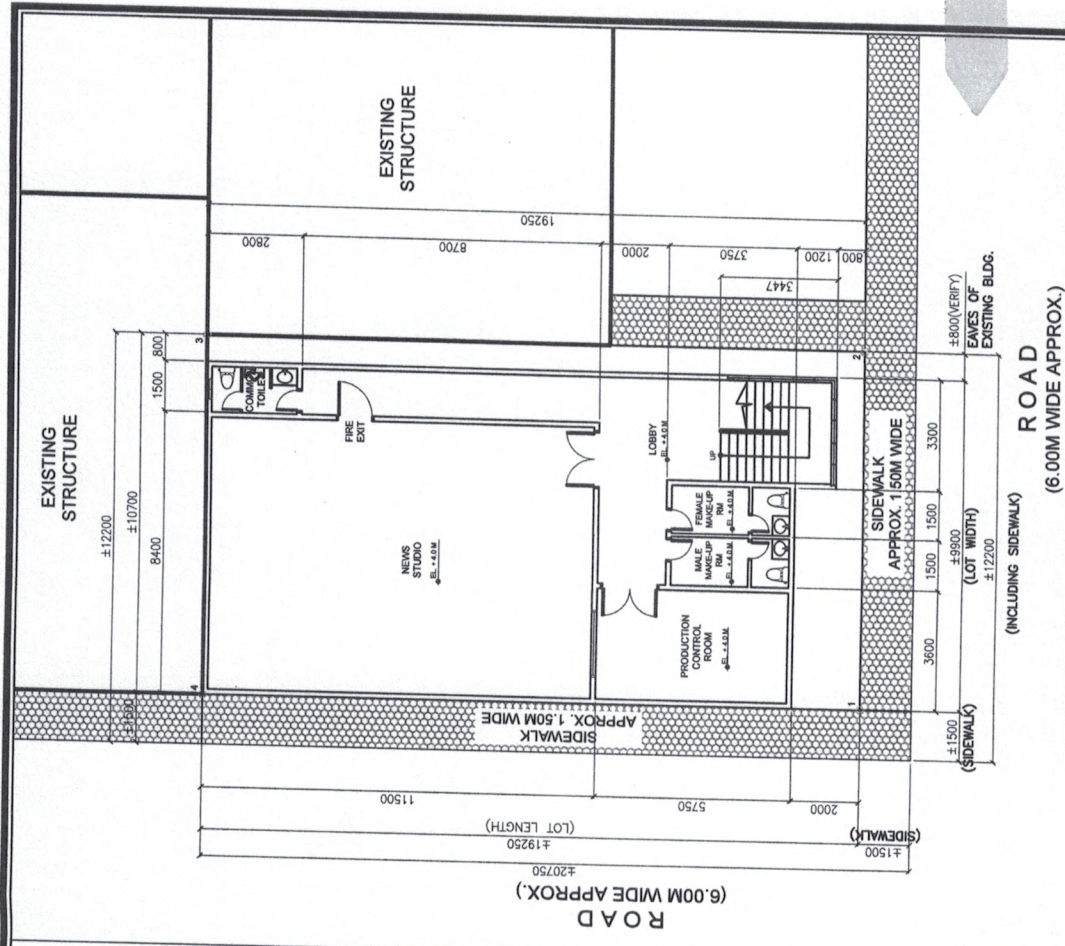 EXISTING
STRUCTURE
EXISTING
STRUCTURE
±12200
±10700
8400
1500
800
19250
2800
8700
2000
3750
1200
800
3447
3
4
2
1
COMMON
TOILET
FIRE
EXIT
NEWS
STUDIO
EL. +4.0M
LOBBY
EL. +4.0M
UP
FEMALE
MAKE-UP
RM
EL. +4.0M
MALE
MAKE-UP
RM
EL. +4.0M
PRODUCTION
CONTROL
ROOM
EL. +4.0M
SIDEWALK
APPROX. 1.50M WIDE
SIDEWALK
APPROX. 1.50M WIDE
±800(VERIFY)
EAVES OF
EXISTING BLDG.
3300
1500
1500
3600
±9900
(LOT WIDTH)
±12200
(INCLUDING SIDEWALK)
±1500
(SIDEWALK)
ROAD
(6.00M WIDE APPROX.)
11500
5750
2000
(LOT LENGTH)
±19250
±20750
±1500
(SIDEWALK)
ROAD
(6.00M WIDE APPROX.)